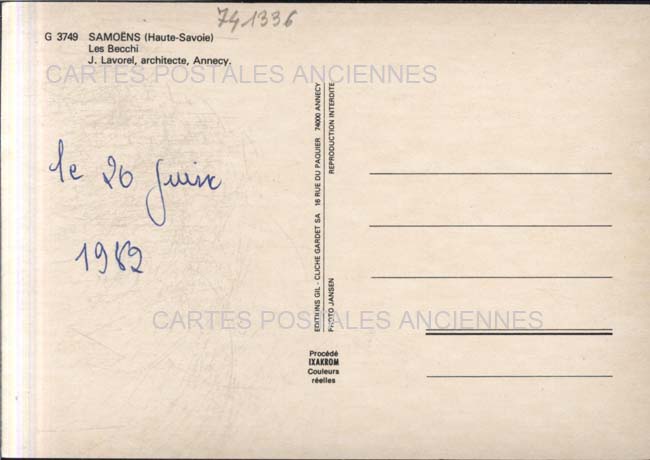 741336
G 3749 SAMOËNS (Haute-Savoie)
Les Becchi
J. Lavorel, architecte, Annecy.
CARTES POSTALES ANCIENNES
le 26 Juin
1982
EDITIONS GIL - CLICHE GARDET SA 16 RUE DU PAQUIER 74000 ANNECY
PHOTO JANSEN REPRODUCTION INTERDITE
CARTES POSTALES ANCIENNES
Procédé
IXAKROM
Couleurs
réelles